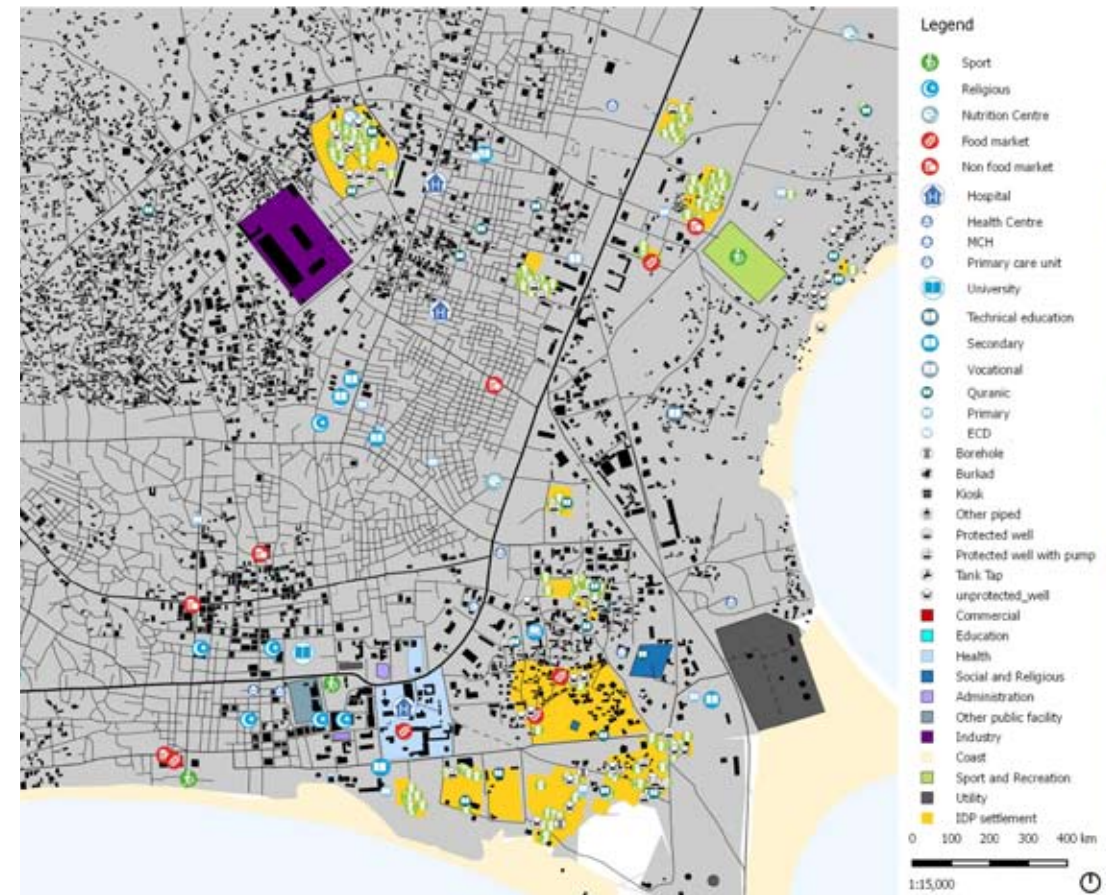 Legend
Sport
Religious
Nutrition Centre
Food market
Non food market
Hospital
Health Centre
MCH
Primary care unit
University
Technical education
Secondary
Vocational
Quranic
Primary
ECD
Borehole
Burkad
Kiosk
Other piped
Protected well
Protected well with pump
Tank Tap
unprotected_well
Commercial
Education
Health
Social and Religious
Administration
Other public facility
Industry
Coast
Sport and Recreation
Utility
IDP settlement
0 100 200 300 400 km
1:15,000